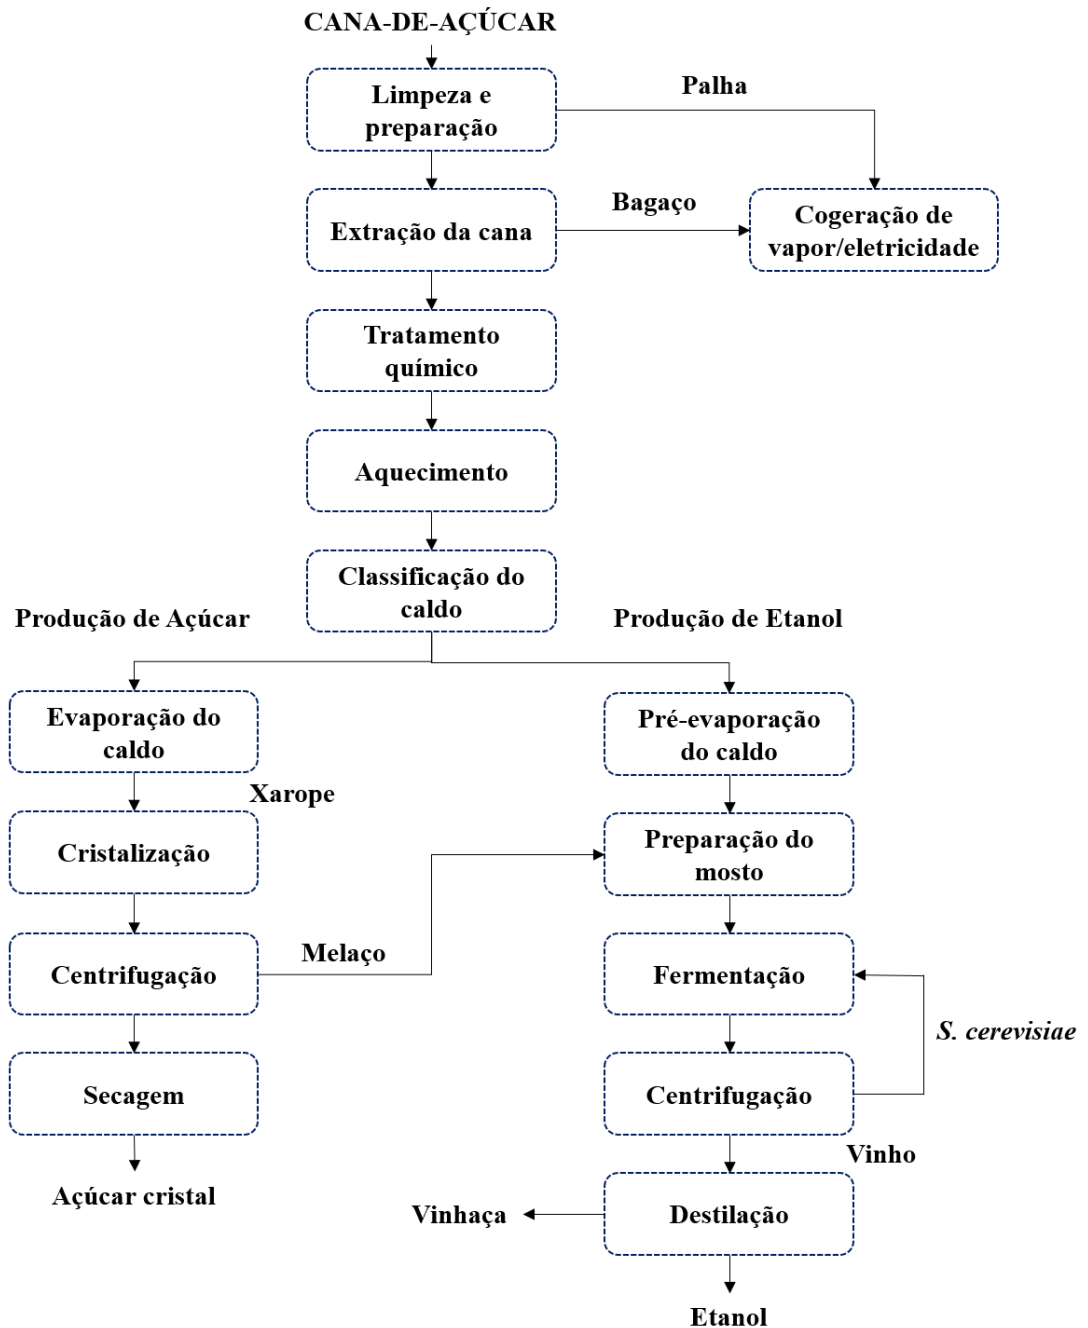 CANA-DE-AÇÚCAR
Limpeza e
preparação
Palha
Extração da cana
Bagaço
Cogeração de
vapor/eletricidade
Tratamento
químico
Aquecimento
Classificação do
caldo
Produção de Açúcar
Produção de Etanol
Evaporação do
caldo
Pré-evaporação
do caldo
Xarope
Cristalização
Preparação do
mosto
Centrifugação
Melaço
Fermentação
S. cerevisiae
Secagem
Centrifugação
Vinho
Açúcar cristal
Vinhaça
Destilação
Etanol